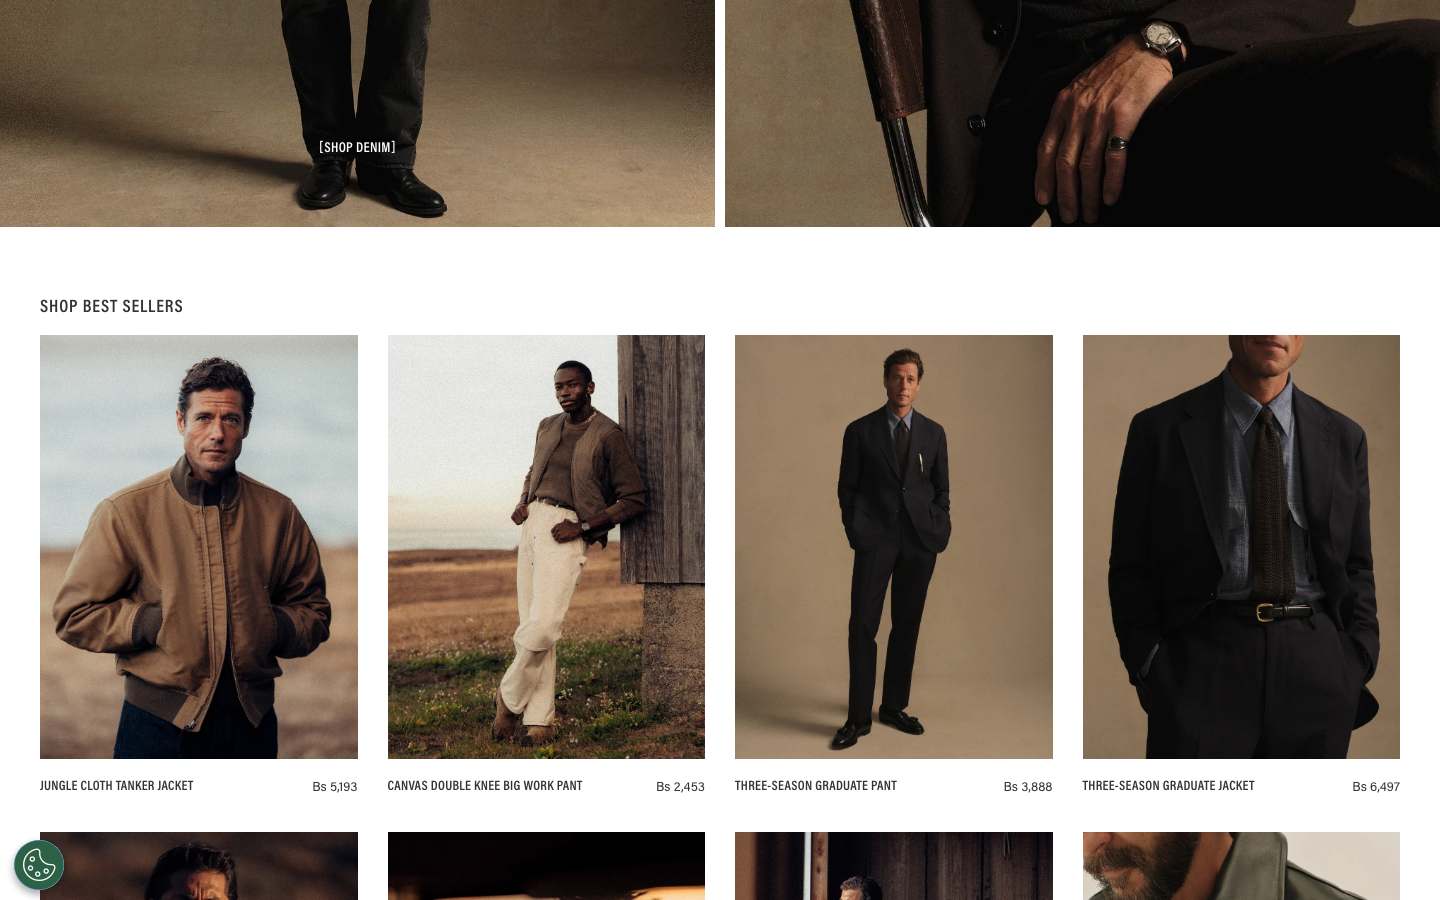 [SHOP DENIM]
SHOP BEST SELLERS
JUNGLE CLOTH TANKER JACKET
Bs 5,193
CANVAS DOUBLE KNEE BIG WORK PANT
Bs 2,453
THREE-SEASON GRADUATE PANT
Bs 3,888
THREE-SEASON GRADUATE JACKET
Bs 6,497